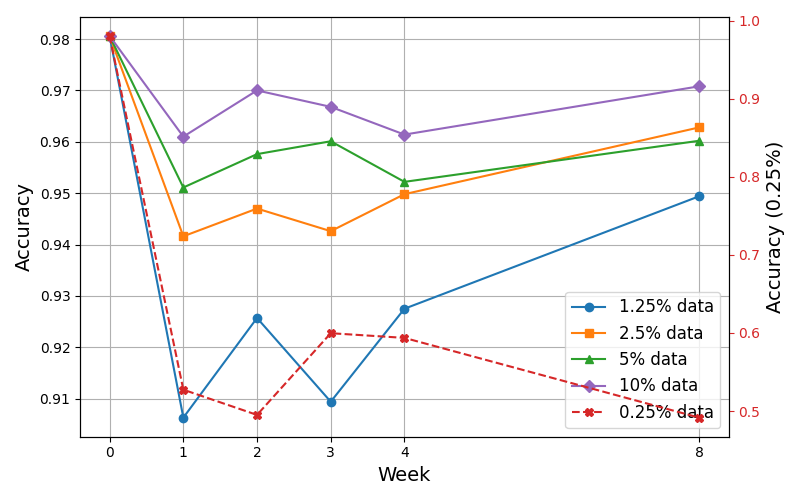 0.98
0.97
0.96
0.95
0.94
0.93
0.92
0.91
Accuracy
1.0
0.9
0.8
0.7
0.6
0.5
Accuracy (0.25%)
1.25% data
2.5% data
5% data
10% data
0.25% data
0 1 2 3 4 8
Week